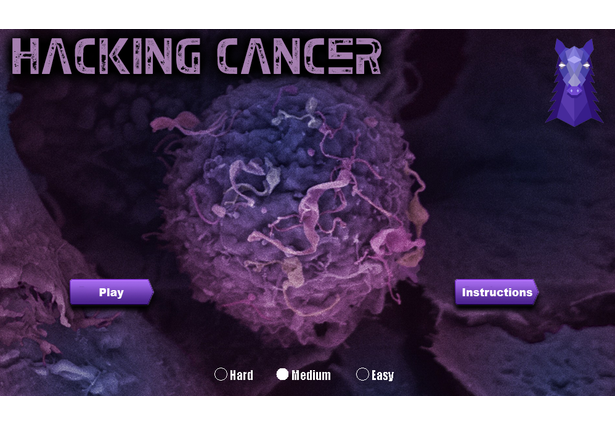 HACKING CANCER
Play
Instructions
Hard
Medium
Easy